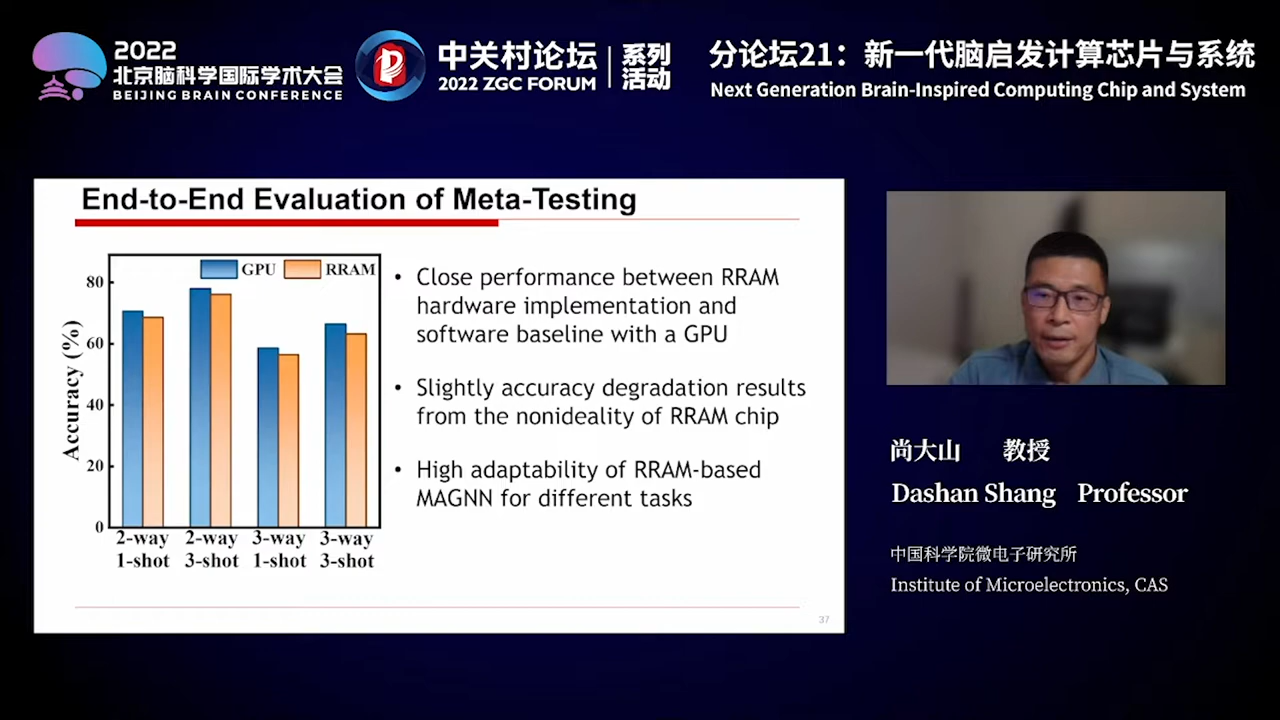 2022
北京脑科学国际学术大会
BEIJING BRAIN CONFERENCE
中关村论坛
2022 ZGC FORUM
系列
活动
分论坛21：新一代脑启发计算芯片与系统
Next Generation Brain-Inspired Computing Chip and System
End-to-End Evaluation of Meta-Testing
GPU RRAM
Accuracy (%)
80
60
40
20
0
2-way 2-way 3-way 3-way
1-shot 3-shot 1-shot 3-shot
• Close performance between RRAM
hardware implementation and
software baseline with a GPU
• Slightly accuracy degradation results
from the nonideality of RRAM chip
• High adaptability of RRAM-based
MAGNN for different tasks
37
尚大山 教授
Dashan Shang Professor
中国科学院微电子研究所
Institute of Microelectronics, CAS